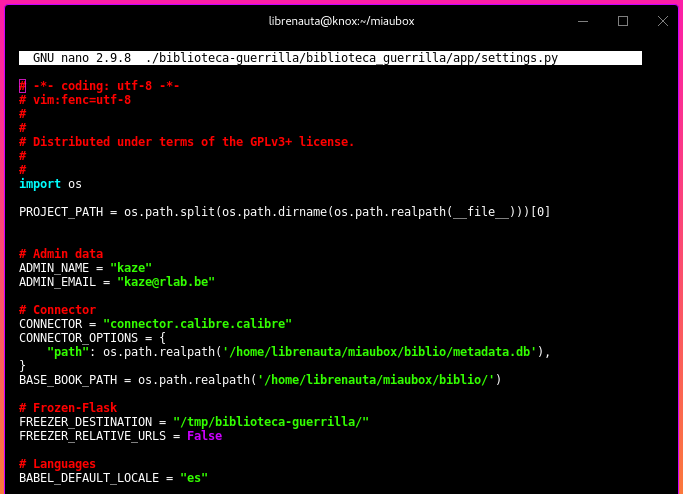 librenauta@knox:~/miaubox
GNU nano 2.9.8  ./biblioteca-guerrilla/biblioteca_guerrilla/app/settings.py
# -*- coding: utf-8 -*-
# vim:fenc=utf-8
#
#
# Distributed under terms of the GPLv3+ license.
#
#
import os

PROJECT_PATH = os.path.split(os.path.dirname(os.path.realpath(__file__)))[0]

# Admin data
ADMIN_NAME = "kaze"
ADMIN_EMAIL = "kaze@rlab.be"

# Connector
CONNECTOR = "connector.calibre.calibre"
CONNECTOR_OPTIONS = {
    "path": os.path.realpath('/home/librenauta/miaubox/biblio/metadata.db'),
}
BASE_BOOK_PATH = os.path.realpath('/home/librenauta/miaubox/biblio/')

# Frozen-Flask
FREEZER_DESTINATION = "/tmp/biblioteca-guerrilla/"
FREEZER_RELATIVE_URLS = False

# Languages
BABEL_DEFAULT_LOCALE = "es"